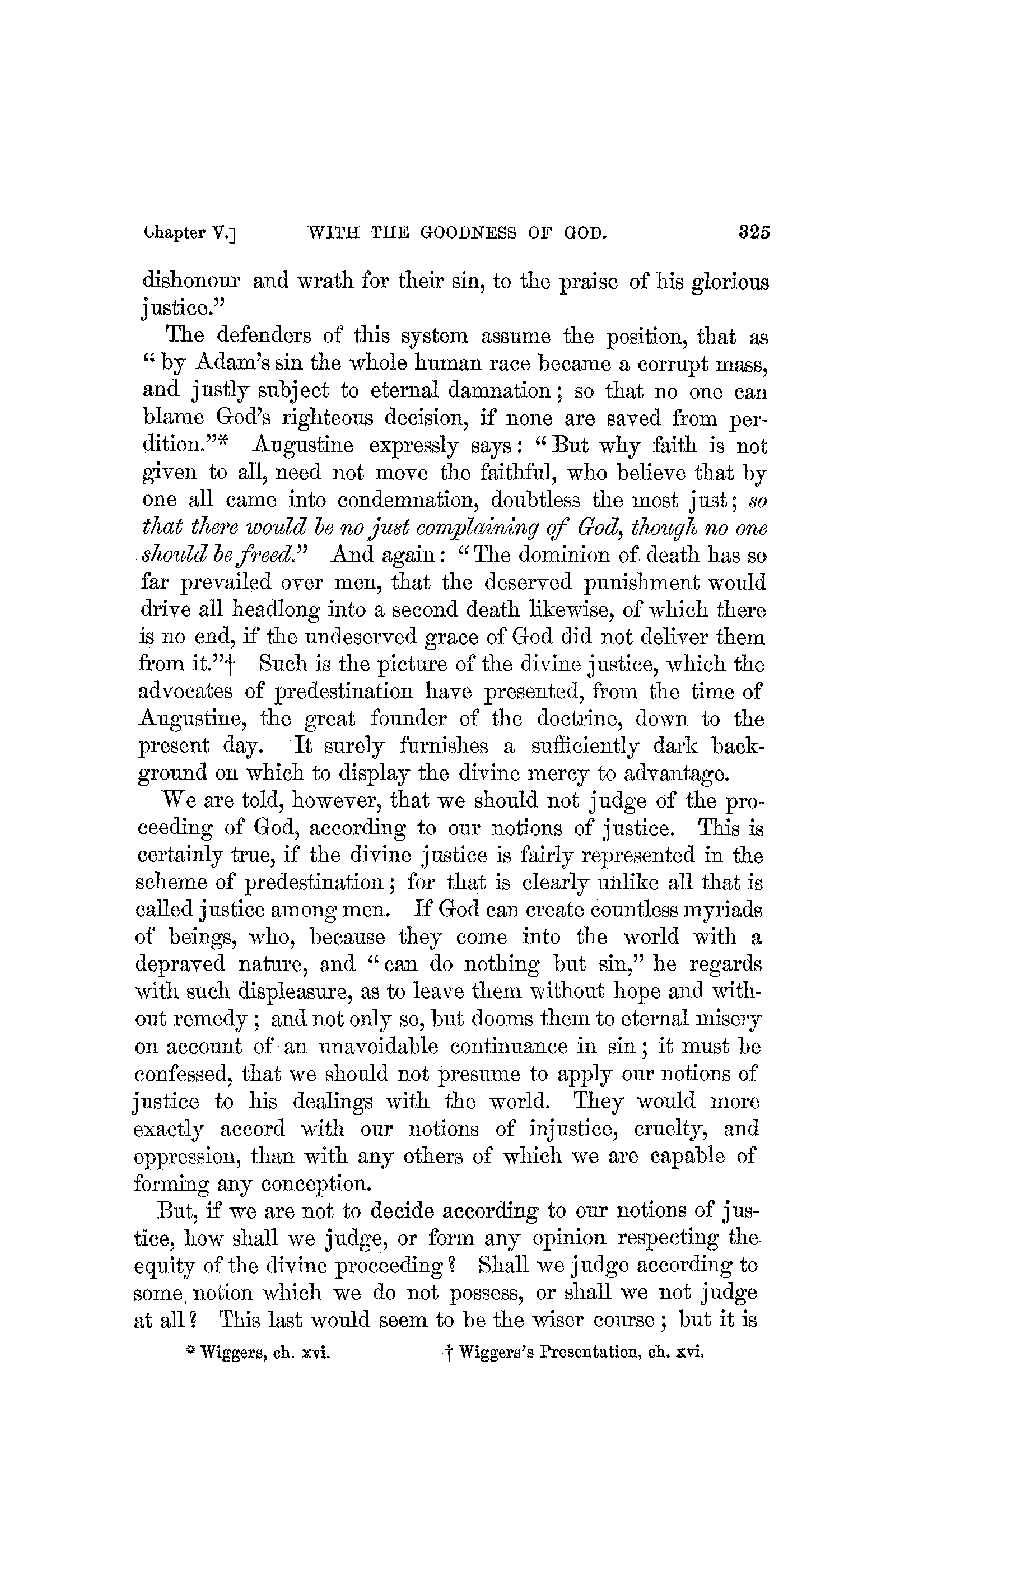 Chapter V.] WITH THE GOODNESS OF GOD. 325
dishonour and wrath for their sin, to the praise of his glorious
justice."
The defenders of this system assume the position, that as
"by Adam's sin the whole human race became a corrupt mass,
and justly subject to eternal damnation; so that no one can
blame God's righteous decision, if none are saved from per-
dition."* Augustine expressly says: "But why faith is not
given to all, need not move the faithful, who believe that by
one all came into condemnation, doubtless the most just; so
that there would be no just complaining of God, though no one
should be freed." And again: "The dominion of death has so
far prevailed over men, that the deserved punishment would
drive all headlong into a second death likewise, of which there
is no end, if the undeserved grace of God did not deliver them
from it."† Such is the picture of the divine justice, which the
advocates of predestination have presented, from the time of
Augustine, the great founder of the doctrine, down to the
present day. It surely furnishes a sufficiently dark back-
ground on which to display the divine mercy to advantage.
We are told, however, that we should not judge of the pro-
ceeding of God, according to our notions of justice. This is
certainly true, if the divine justice is fairly represented in the
scheme of predestination; for that is clearly unlike all that is
called justice among men. If God can create countless myriads
of beings, who, because they come into the world with a
depraved nature, and "can do nothing but sin," he regards
with such displeasure, as to leave them without hope and with-
out remedy; and not only so, but dooms them to eternal misery
on account of an unavoidable continuance in sin; it must be
confessed, that we should not presume to apply our notions of
justice to his dealings with the world. They would more
exactly accord with our notions of injustice, cruelty, and
oppression, than with any others of which we are capable of
forming any conception.
But, if we are not to decide according to our notions of jus-
tice, how shall we judge, or form any opinion respecting the
equity of the divine proceeding? Shall we judge according to
some notion which we do not possess, or shall we not judge
at all? This last would seem to be the wiser course; but it is
* Wiggers, ch. xvi. † Wiggers's Presentation, ch. xvi.